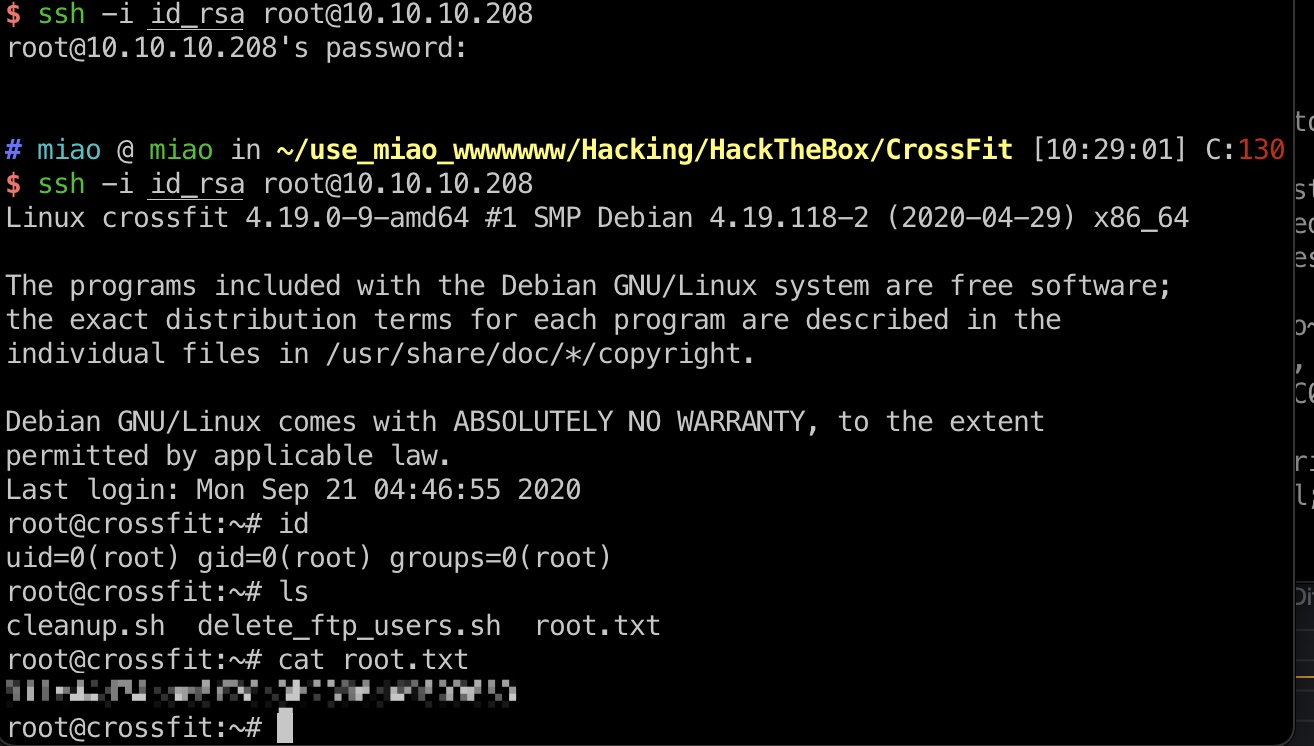 $ ssh -i id_rsa root@10.10.10.208
root@10.10.10.208's password:
# miao @ miao in ~/use_miao_wwwwwww/Hacking/HackTheBox/CrossFit [10:29:01] C:130
$ ssh -i id_rsa root@10.10.10.208
Linux crossfit 4.19.0-9-amd64 #1 SMP Debian 4.19.118-2 (2020-04-29) x86_64
The programs included with the Debian GNU/Linux system are free software;
the exact distribution terms for each program are described in the
individual files in /usr/share/doc/*/copyright.
Debian GNU/Linux comes with ABSOLUTELY NO WARRANTY, to the extent
permitted by applicable law.
Last login: Mon Sep 21 04:46:55 2020
root@crossfit:~# id
uid=0(root) gid=0(root) groups=0(root)
root@crossfit:~# ls
cleanup.sh  delete_ftp_users.sh  root.txt
root@crossfit:~# cat root.txt
root@crossfit:~#